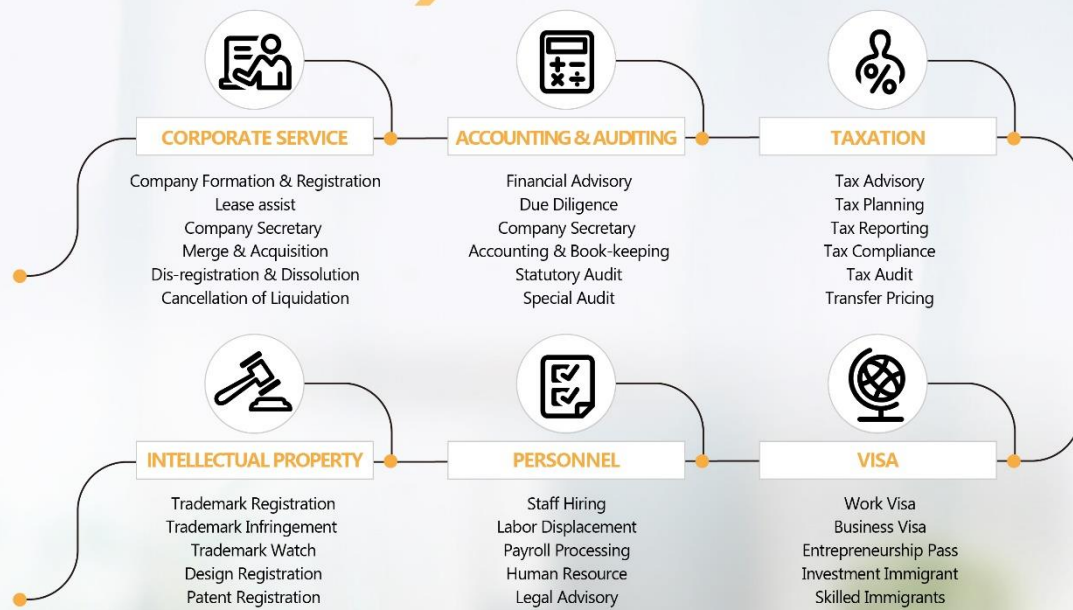 CORPORATE SERVICE
Company Formation & Registration
Lease assist
Company Secretary
Merge & Acquisition
Dis-registration & Dissolution
Cancellation of Liquidation
ACCOUNTING & AUDITING
Financial Advisory
Due Diligence
Company Secretary
Accounting & Book-keeping
Statutory Audit
Special Audit
TAXATION
Tax Advisory
Tax Planning
Tax Reporting
Tax Compliance
Tax Audit
Transfer Pricing
INTELLECTUAL PROPERTY
Trademark Registration
Trademark Infringement
Trademark Watch
Design Registration
Patent Registration
PERSONNEL
Staff Hiring
Labor Displacement
Payroll Processing
Human Resource
Legal Advisory
VISA
Work Visa
Business Visa
Entrepreneurship Pass
Investment Immigrant
Skilled Immigrants